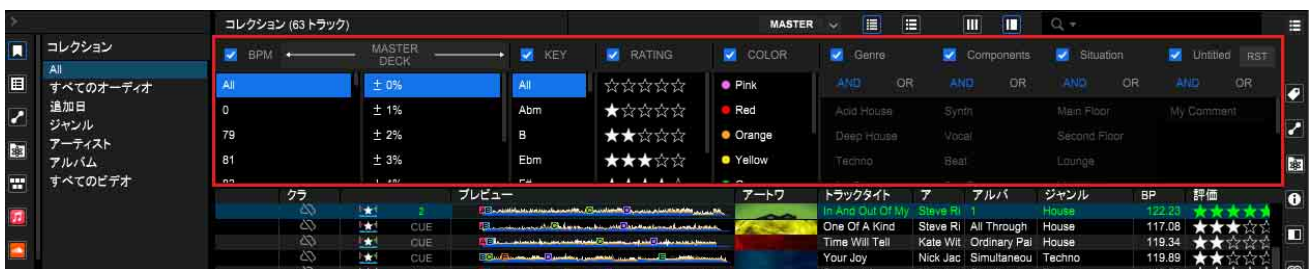 コレクション (63 トラック)
MASTER
コレクション
All
すべてのオーディオ
追加日
ジャンル
アーティスト
アルバム
すべてのビデオ
BPM
MASTER
DECK
KEY
RATING
COLOR
Genre
Components
Situation
Untitled
RST
All
± 0%
All
☆☆☆☆☆
Pink
AND OR
AND OR
AND OR
AND OR
0
± 1%
Abm
★☆☆☆☆
Red
Acid House
Synth
Main Floor
My Comment
79
± 2%
B
★★☆☆☆
Orange
Deep House
Vocal
Second Floor
81
± 3%
Ebm
★★★☆☆
Yellow
Techno
Beat
Lounge
クラ プレビュー アートワ トラックタイト ア アルバ ジャンル BP 評価
2 In And Out Of My Steve Ri 1 House 122.23 ★★★★★
CUE One Of A Kind Steve Ri All Through House 117.08 ★★★☆☆
CUE Time Will Tell Kate Wit Ordinary Pai House 119.34 ★★☆☆☆
CUE Your Joy Nick Jac Simultaneou Techno 119.89 ★★☆☆☆